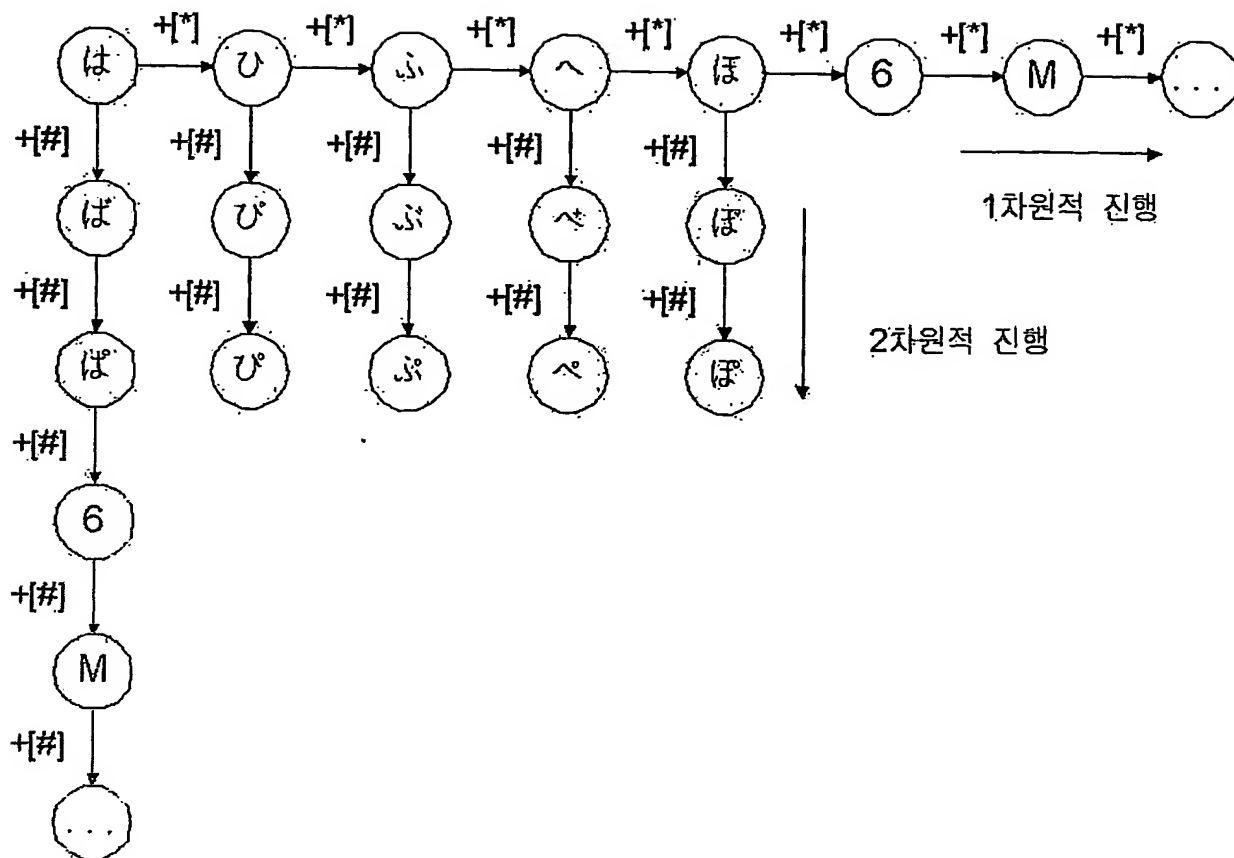 +[*] +[*] +[*] +[*] +[*] +[*] +[*]
は ひ ふ へ ほ 6 M ...
+[#] +[#] +[#] +[#] +[#]
1차원적 진행
ば び ぶ べ ぼ
+[#] +[#] +[#] +[#] +[#]
2차원적 진행
ぱ ぴ ぷ ぺ ぽ
+[#]
6
+[#]
M
+[#]
...